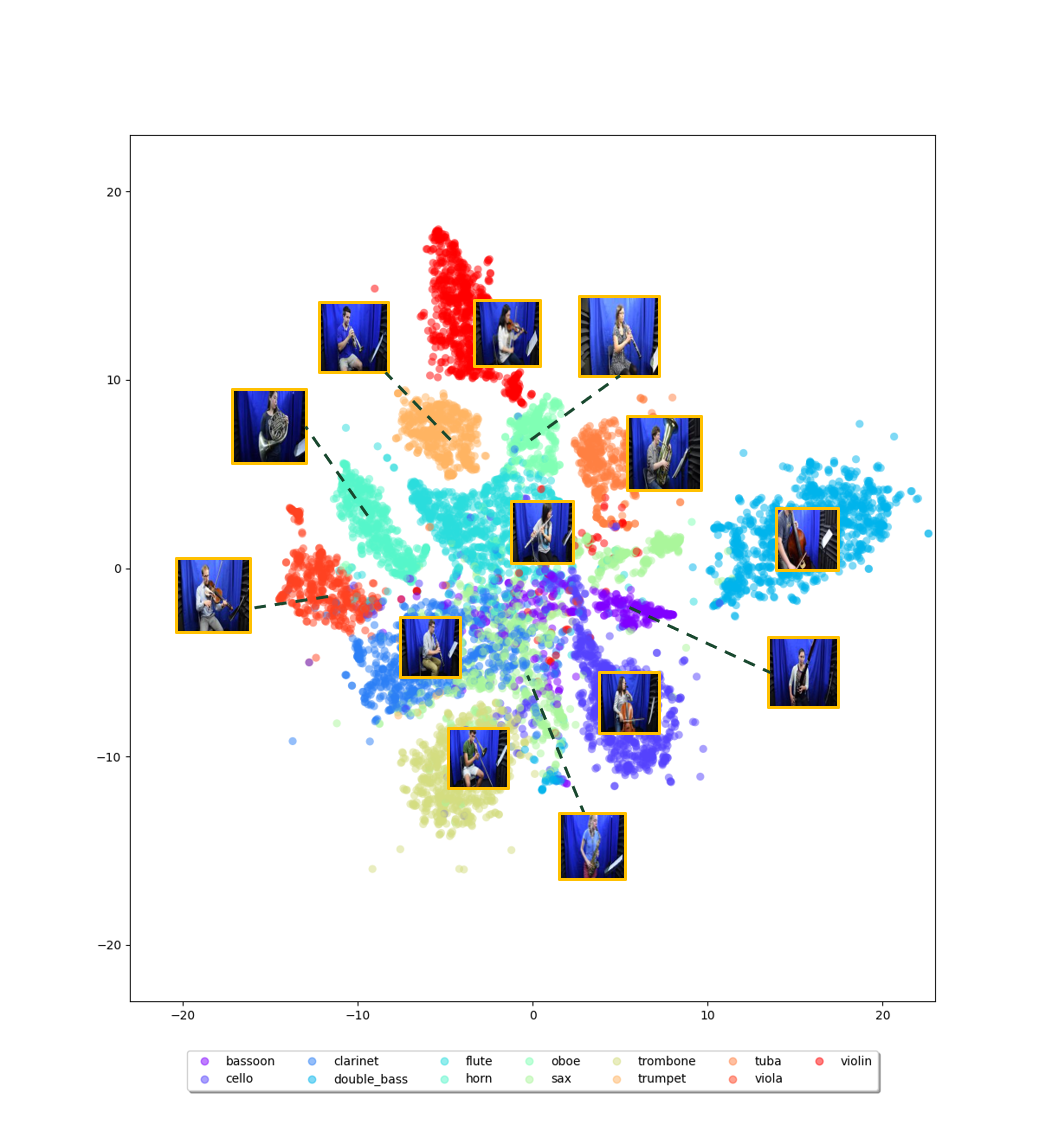 20
10
0
−10
−20
−20 −10 0 10 20
bassoon clarinet flute oboe trombone tuba violin
cello double_bass horn sax trumpet viola